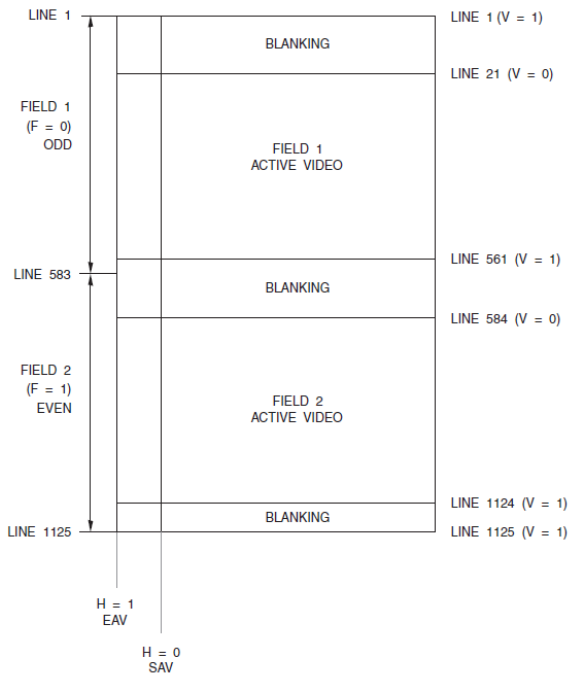 LINE 1
LINE 1 (V = 1)
BLANKING
LINE 21 (V = 0)
FIELD 1
(F = 0)
ODD
FIELD 1
ACTIVE VIDEO
LINE 561 (V = 1)
LINE 583
BLANKING
LINE 584 (V = 0)
FIELD 2
(F = 1)
EVEN
FIELD 2
ACTIVE VIDEO
LINE 1124 (V = 1)
BLANKING
LINE 1125
LINE 1125 (V = 1)
H = 1
EAV
H = 0
SAV